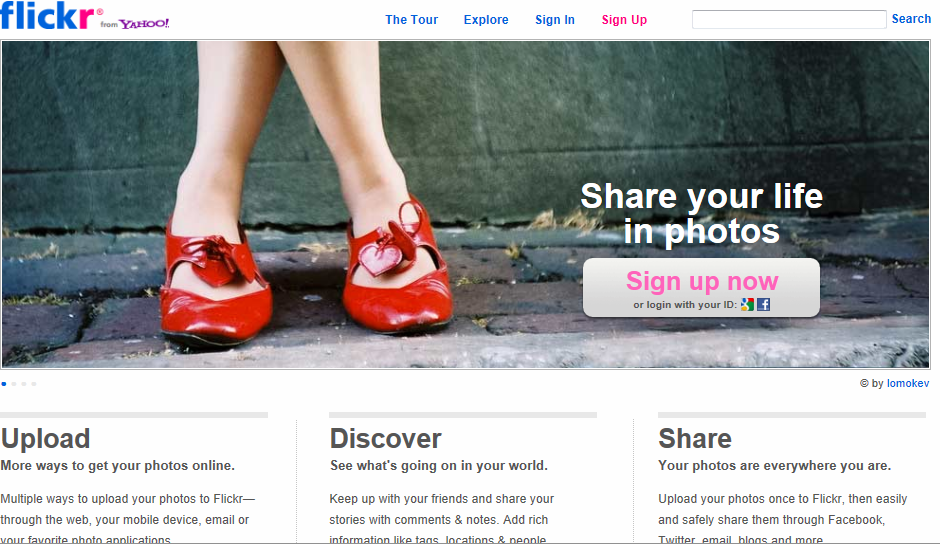 flickr® from YAHOO!
The Tour Explore Sign In Sign Up Search
Share your life
in photos
Sign up now
or login with your ID:
© by lomokev
Upload
More ways to get your photos online.
Multiple ways to upload your photos to Flickr—
through the web, your mobile device, email or
your favorite photo applications.
Discover
See what's going on in your world.
Keep up with your friends and share your
stories with comments & notes. Add rich
information like tags, locations & people.
Share
Your photos are everywhere you are.
Upload your photos once to Flickr, then easily
and safely share them through Facebook,
Twitter, email, blogs and more.